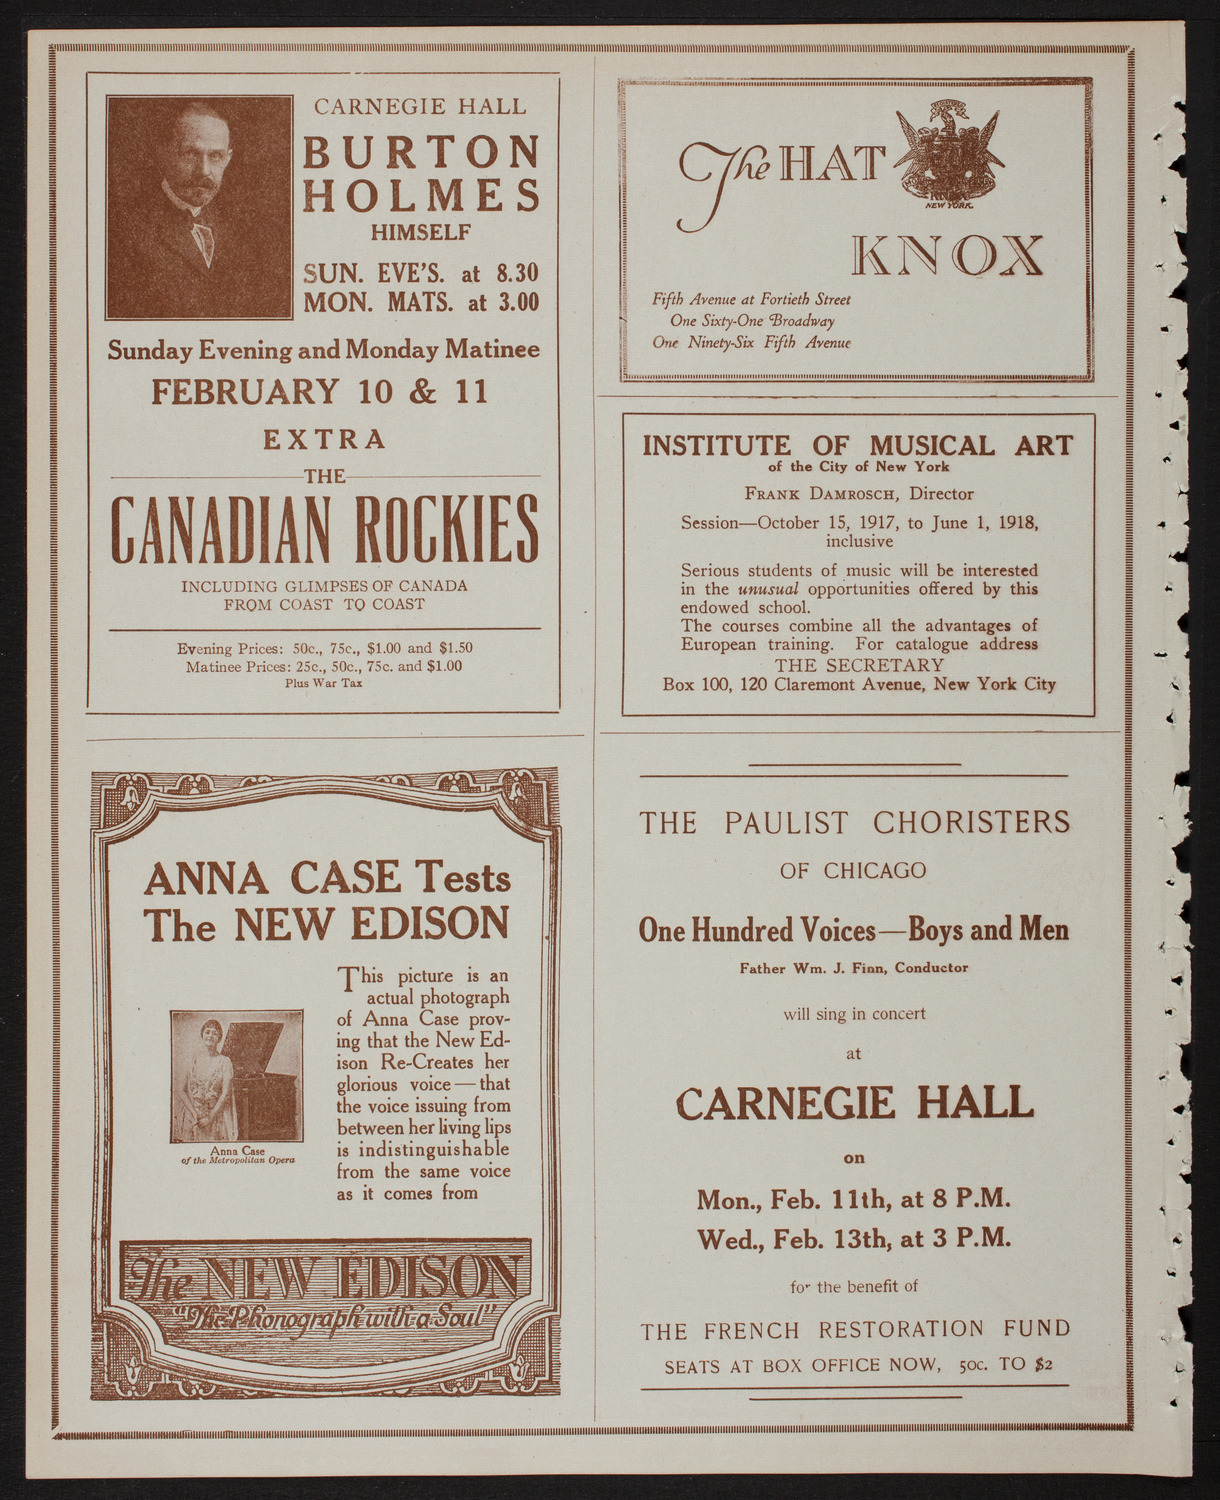 CARNEGIE HALL
BURTON
HOLMES
HIMSELF
SUN. EVE'S. at 8.30
MON. MATS. at 3.00
Sunday Evening and Monday Matinee
FEBRUARY 10 & 11
EXTRA
THE
CANADIAN ROCKIES
INCLUDING GLIMPSES OF CANADA
FROM COAST TO COAST
Evening Prices: 50c., 75c., $1.00 and $1.50
Matinee Prices: 25c., 50c., 75c. and $1.00
Plus War Tax
ANNA CASE Tests
The NEW EDISON
This picture is an
actual photograph
of Anna Case prov-
ing that the New Ed-
ison Re-Creates her
glorious voice—that
the voice issuing from
between her living lips
is indistinguishable
from the same voice
as it comes from
Anna Case
of the Metropolitan Opera
The NEW EDISON
"The Phonograph with a Soul"
The HAT
KNOX
NEW YORK.
KNOX
Fifth Avenue at Fortieth Street
One Sixty-One Broadway
One Ninety-Six Fifth Avenue
INSTITUTE OF MUSICAL ART
of the City of New York
FRANK DAMROSCH, Director
Session—October 15, 1917, to June 1, 1918,
inclusive
Serious students of music will be interested
in the unusual opportunities offered by this
endowed school.
The courses combine all the advantages of
European training. For catalogue address
THE SECRETARY
Box 100, 120 Claremont Avenue, New York City
THE PAULIST CHORISTERS
OF CHICAGO
One Hundred Voices—Boys and Men
Father Wm. J. Finn, Conductor
will sing in concert
at
CARNEGIE HALL
on
Mon., Feb. 11th, at 8 P.M.
Wed., Feb. 13th, at 3 P.M.
for the benefit of
THE FRENCH RESTORATION FUND
SEATS AT BOX OFFICE NOW, 50c. TO $2